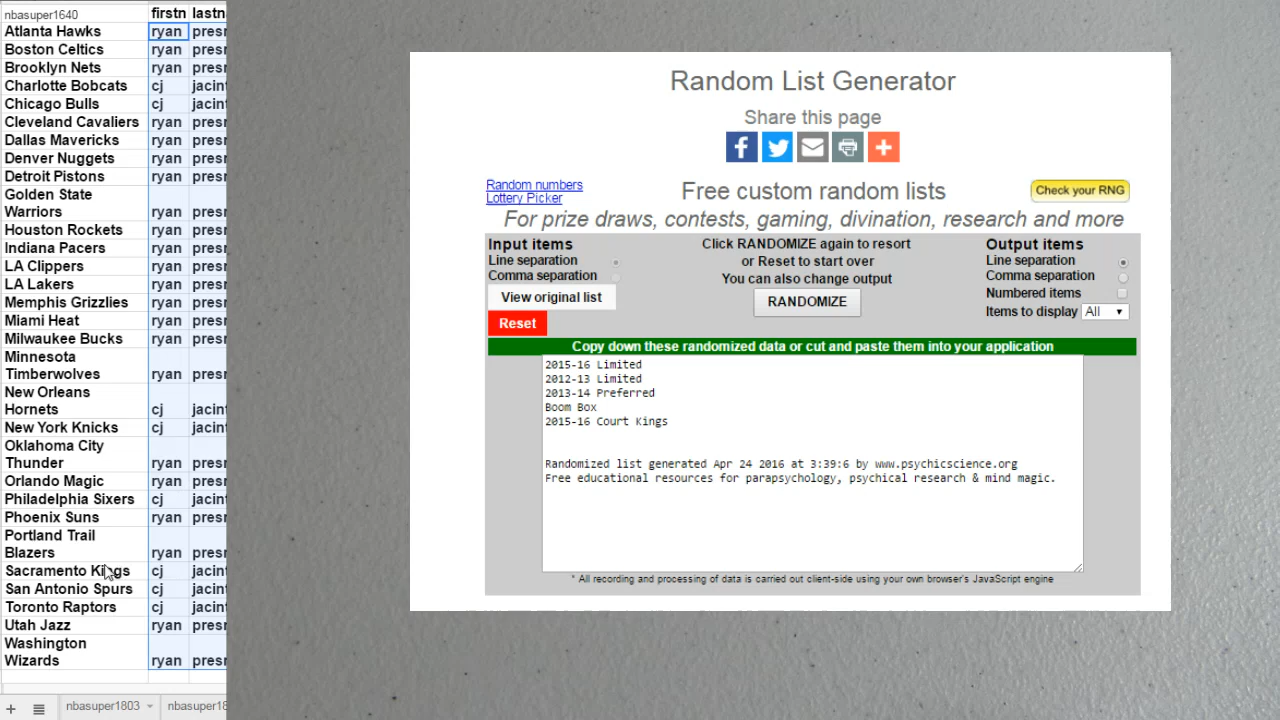 nbasuper1640 firstn lastn
Atlanta Hawks ryan
Boston Celtics ryan
Brooklyn Nets ryan
Charlotte Bobcats cj
Chicago Bulls cj
Cleveland Cavaliers ryan
Dallas Mavericks ryan
Denver Nuggets ryan
Detroit Pistons ryan
Golden State
Warriors ryan
Houston Rockets ryan
Indiana Pacers ryan
LA Clippers ryan
LA Lakers ryan
Memphis Grizzlies ryan
Miami Heat ryan
Milwaukee Bucks ryan
Minnesota
Timberwolves ryan
New Orleans
Hornets cj
New York Knicks cj
Oklahoma City
Thunder ryan
Orlando Magic ryan
Philadelphia Sixers cj
Phoenix Suns ryan
Portland Trail
Blazers ryan
Sacramento Kings cj
San Antonio Spurs cj
Toronto Raptors cj
Utah Jazz ryan
Washington
Wizards ryan
nbasuper1803
Random List Generator
Share this page
Random numbers
Lottery Picker
Free custom random lists
Check your RNG
For prize draws, contests, gaming, divination, research and more
Input items
Line separation
Comma separation
View original list
Reset
Click RANDOMIZE again to resort
or Reset to start over
You can also change output
RANDOMIZE
Output items
Line separation
Comma separation
Numbered items
Items to display All
Copy down these randomized data or cut and paste them into your application
2015-16 Limited
2012-13 Limited
2013-14 Preferred
Boom Box
2015-16 Court Kings
Randomized list generated Apr 24 2016 at 3:39:6 by www.psychicscience.org
Free educational resources for parapsychology, psychical research & mind magic.
* All recording and processing of data is carried out client-side using your own browser's JavaScript engine